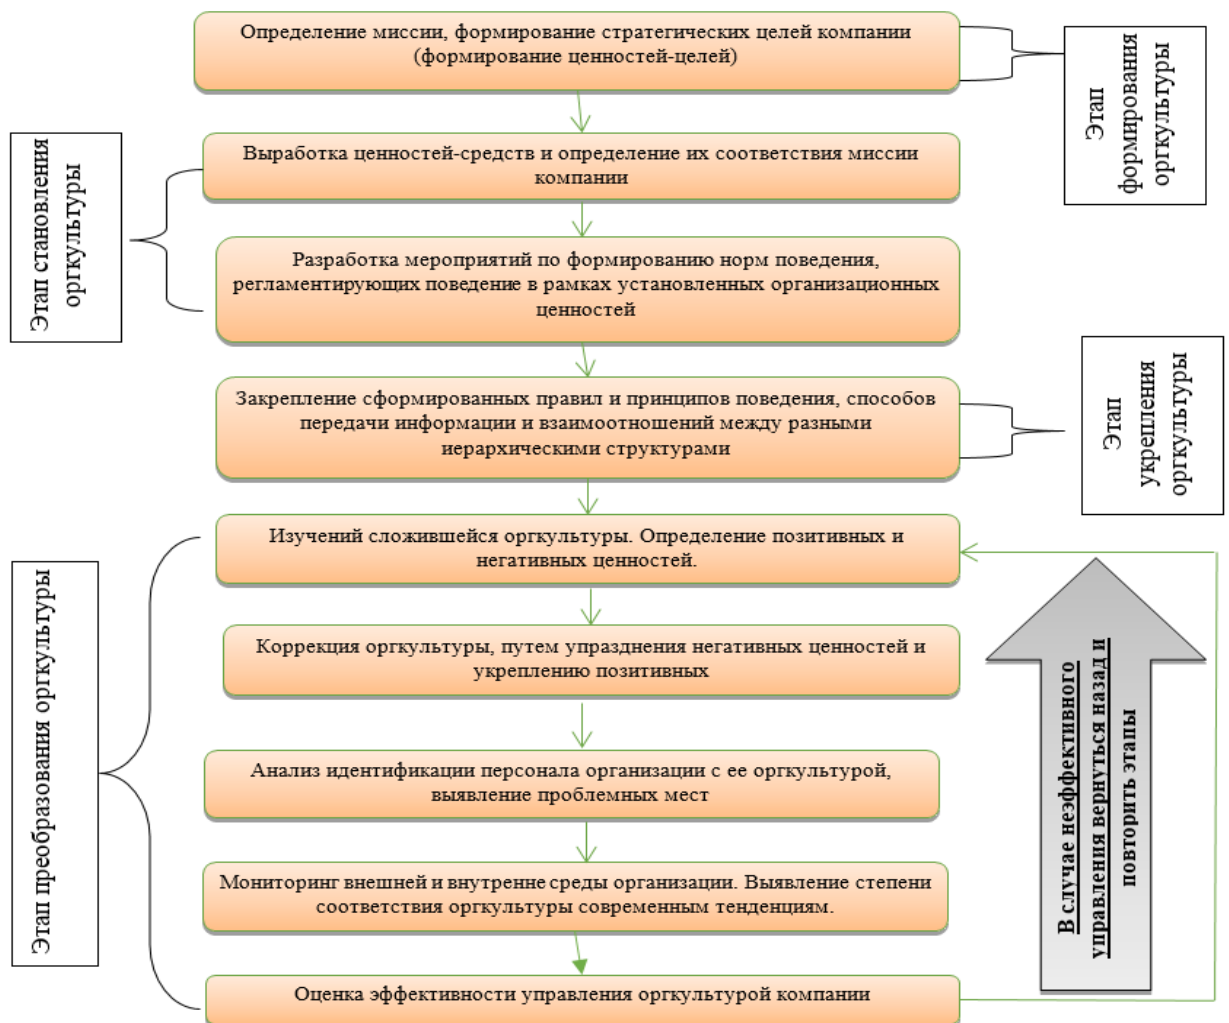 Определение миссии, формирование стратегических целей компании
(формирование ценностей-целей)
Этап
формирования
оргкультуры
Выработка ценностей-средств и определение их соответствия миссии
компании
Этап становления
оргкультуры
Разработка мероприятий по формированию норм поведения,
регламентирующих поведение в рамках установленных организационных
ценностей
Закрепление сформированных правил и принципов поведения, способов
передачи информации и взаимоотношений между разными
иерархическими структурами
Этап
укрепления
оргкультуры
Изучений сложившейся оргкультуры. Определение позитивных и
негативных ценностей.
Этап преобразования оргкультуры
Коррекция оргкультуры, путем упразднения негативных ценностей и
укреплению позитивных
Анализ идентификации персонала организации с ее оргкультурой,
выявление проблемных мест
Мониторинг внешней и внутренне среды организации. Выявление степени
соответствия оргкультуры современным тенденциям.
Оценка эффективности управления оргкультурой компании
В случае неэффективного
управления вернуться назад и
повторить этапы